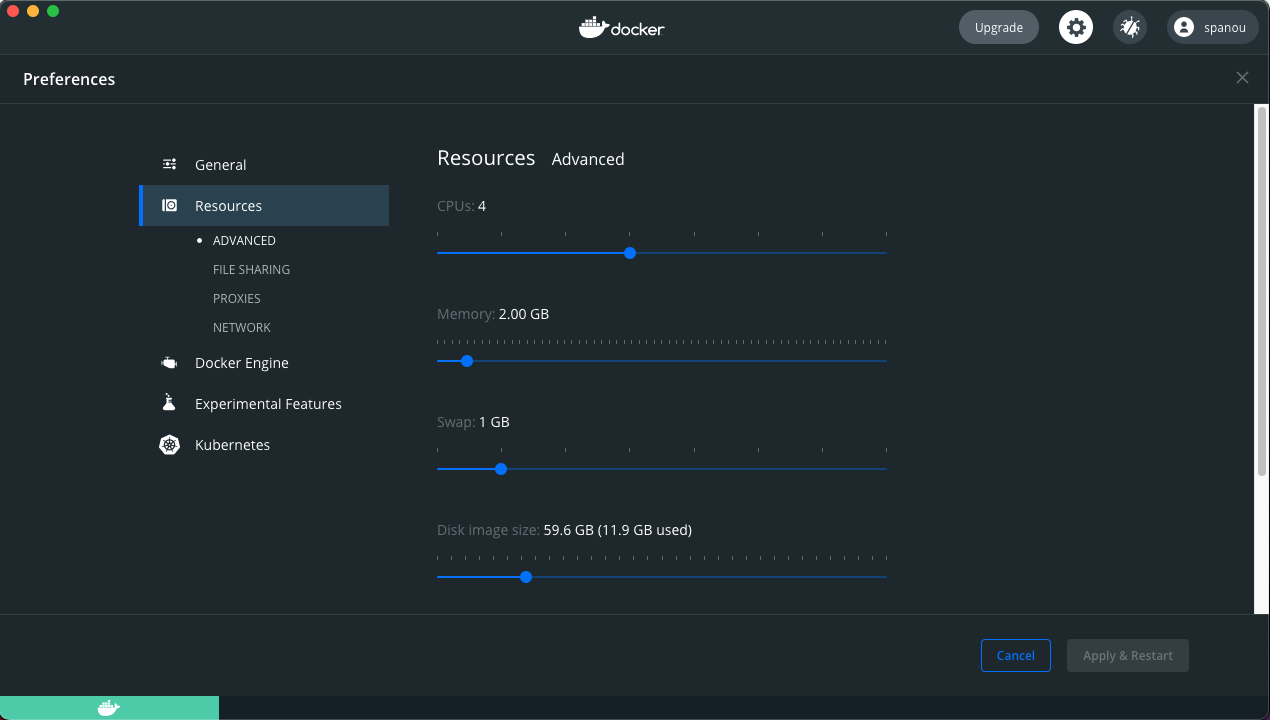 docker
Upgrade
spanou
Preferences
General
Resources
ADVANCED
FILE SHARING
PROXIES
NETWORK
Docker Engine
Experimental Features
Kubernetes
Resources Advanced
CPUs: 4
Memory: 2.00 GB
Swap: 1 GB
Disk image size: 59.6 GB (11.9 GB used)
Cancel
Apply & Restart